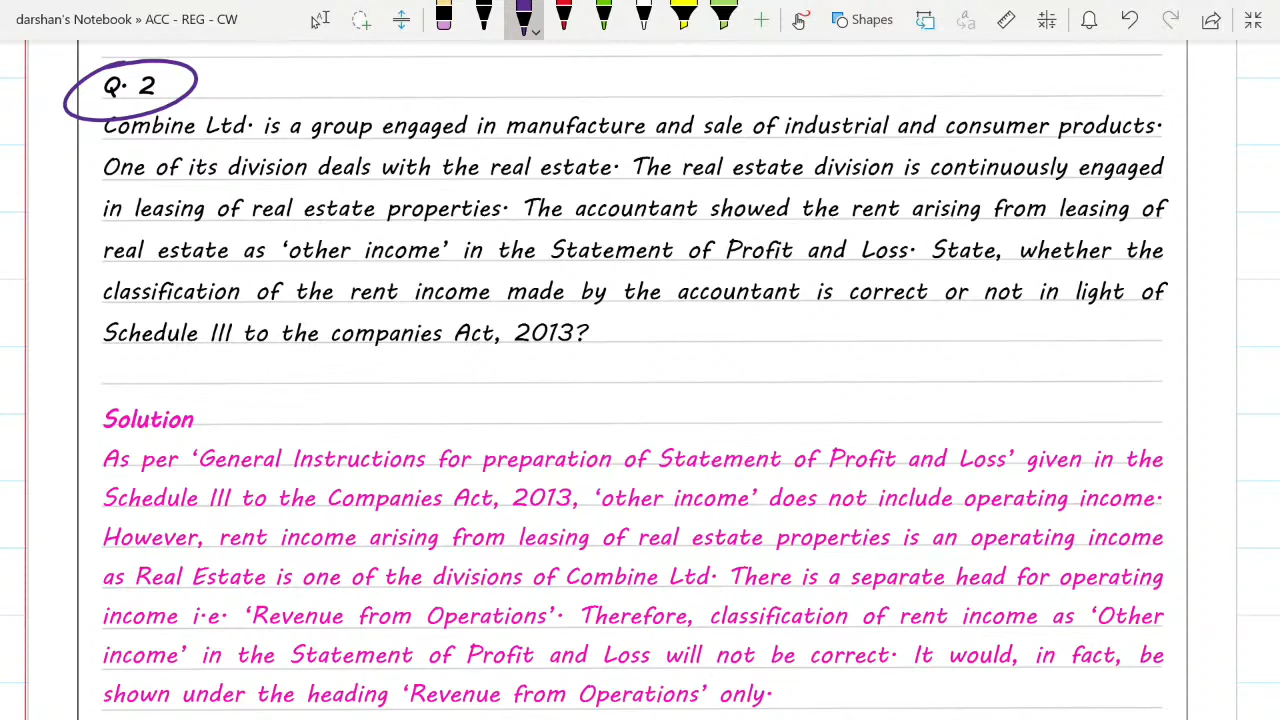 darshan's Notebook » ACC - REG - CW
Shapes
Q. 2
Combine Ltd. is a group engaged in manufacture and sale of industrial and consumer products.
One of its division deals with the real estate. The real estate division is continuously engaged
in leasing of real estate properties. The accountant showed the rent arising from leasing of
real estate as ‘other income’ in the Statement of Profit and Loss. State, whether the
classification of the rent income made by the accountant is correct or not in light of
Schedule III to the companies Act, 2013?
Solution
As per ‘General Instructions for preparation of Statement of Profit and Loss’ given in the
Schedule III to the Companies Act, 2013, ‘other income’ does not include operating income.
However, rent income arising from leasing of real estate properties is an operating income
as Real Estate is one of the divisions of Combine Ltd. There is a separate head for operating
income i.e. ‘Revenue from Operations’. Therefore, classification of rent income as ‘Other
income’ in the Statement of Profit and Loss will not be correct. It would, in fact, be
shown under the heading ‘Revenue from Operations’ only.